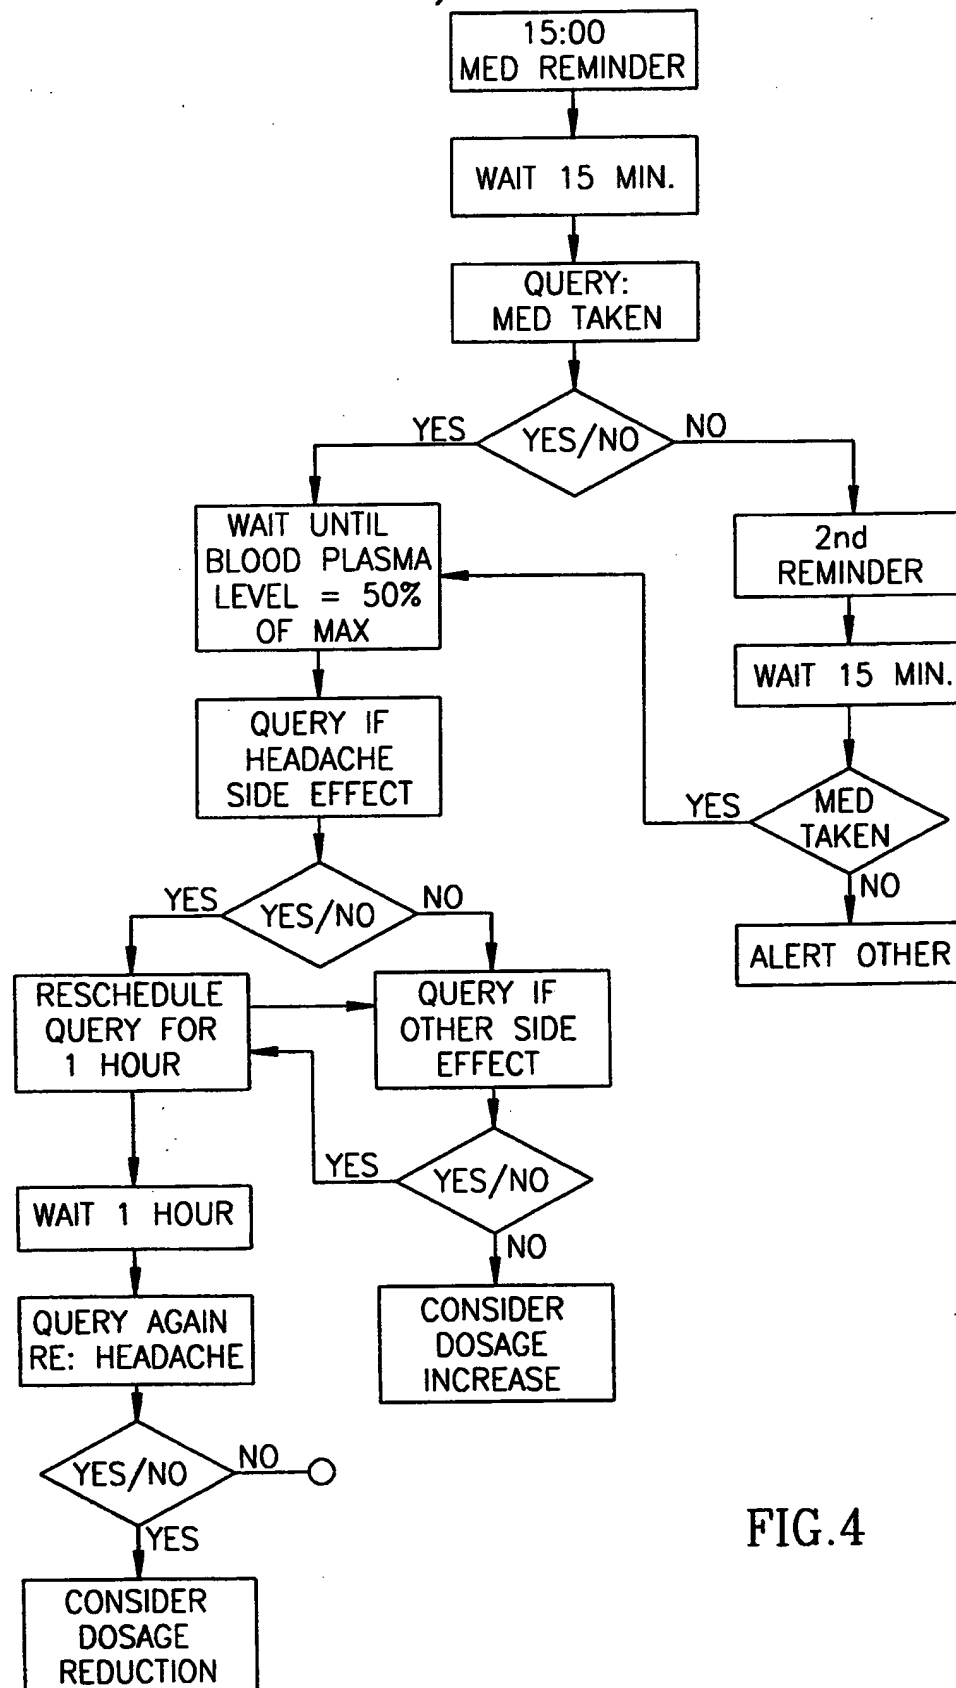 15:00
MED REMINDER
WAIT 15 MIN.
QUERY:
MED TAKEN
YES
YES/NO
NO
WAIT UNTIL
BLOOD PLASMA
LEVEL = 50%
OF MAX
2nd
REMINDER
WAIT 15 MIN.
QUERY IF
HEADACHE
SIDE EFFECT
YES
MED
TAKEN
NO
ALERT OTHER
YES
YES/NO
NO
RESCHEDULE
QUERY FOR
1 HOUR
QUERY IF
OTHER SIDE
EFFECT
YES
YES/NO
NO
WAIT 1 HOUR
CONSIDER
DOSAGE
INCREASE
QUERY AGAIN
RE: HEADACHE
YES/NO
NO
YES
CONSIDER
DOSAGE
REDUCTION
FIG.4